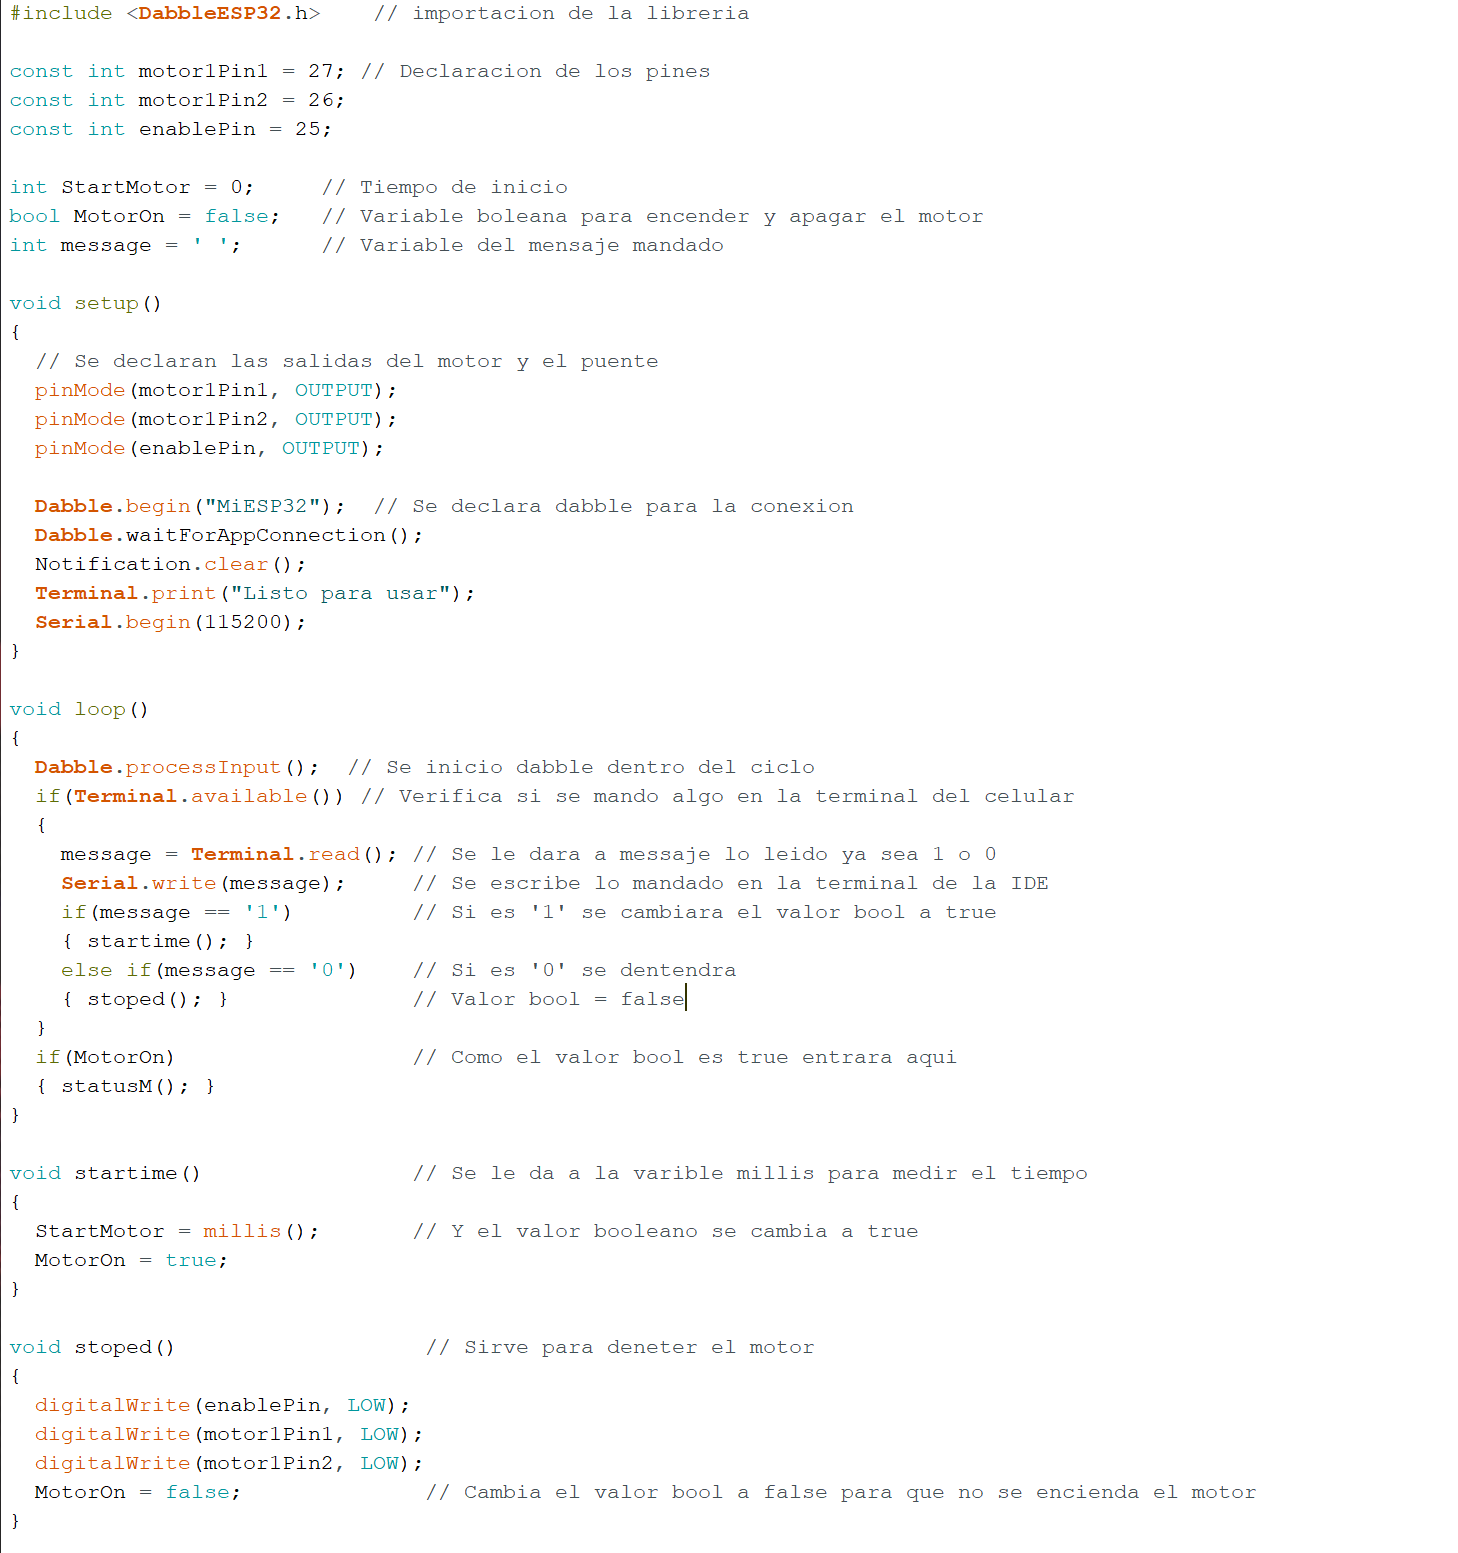 #include <DabbleESP32.h>    // importacion de la libreria
const int motor1Pin1 = 27; // Declaracion de los pines
const int motor1Pin2 = 26;
const int enablePin = 25;
int StartMotor = 0;     // Tiempo de inicio
bool MotorOn = false;   // Variable boleana para encender y apagar el motor
int message = ' ';      // Variable del mensaje mandado
void setup()
{
  // Se declaran las salidas del motor y el puente
  pinMode(motor1Pin1, OUTPUT);
  pinMode(motor1Pin2, OUTPUT);
  pinMode(enablePin, OUTPUT);
  Dabble.begin("MiESP32");  // Se declara dabble para la conexion
  Dabble.waitForAppConnection();
  Notification.clear();
  Terminal.print("Listo para usar");
  Serial.begin(115200);
}
void loop()
{
  Dabble.processInput();  // Se inicio dabble dentro del ciclo
  if(Terminal.available()) // Verifica si se mando algo en la terminal del celular
  {
    message = Terminal.read(); // Se le dara a messaje lo leido ya sea 1 o 0
    Serial.write(message);     // Se escribe lo mandado en la terminal de la IDE
    if(message == '1')         // Si es '1' se cambiara el valor bool a true
    { startime(); }
    else if(message == '0')    // Si es '0' se dentendra
    { stoped(); }              // Valor bool = false
  }
  if(MotorOn)                  // Como el valor bool es true entrara aqui
  { statusM(); }
}
void startime()                // Se le da a la varible millis para medir el tiempo
{
  StartMotor = millis();       // Y el valor booleano se cambia a true
  MotorOn = true;
}
void stoped()                   // Sirve para deneter el motor
{
  digitalWrite(enablePin, LOW);
  digitalWrite(motor1Pin1, LOW);
  digitalWrite(motor1Pin2, LOW);
  MotorOn = false;              // Cambia el valor bool a false para que no se encienda el motor
}